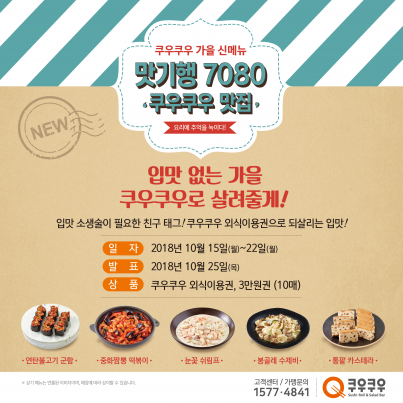 쿠우쿠우 가을 신메뉴
맛기행 7080
·쿠우쿠우 맛집·
요리에 추억을 녹이다!
NEW
입맛 없는 가을
쿠우쿠우로 살려줄게!
입맛 소생술이 필요한 친구 태그! 쿠우쿠우 외식이용권으로 되살리는 입맛!
일 자 2018년 10월 15일(월)~22일(월)
발 표 2018년 10월 25일(목)
상 품 쿠우쿠우 외식이용권, 3만원권 (10매)
·연탄불고기 군함· ·중화짬뽕 떡볶이· ·눈꽃 쉬림프· ·봉골레 수제비· ·통팥 카스테라·
고객센터 / 가맹문의
1577·4841
쿠우쿠우
Sushi Roll & Salad Bar